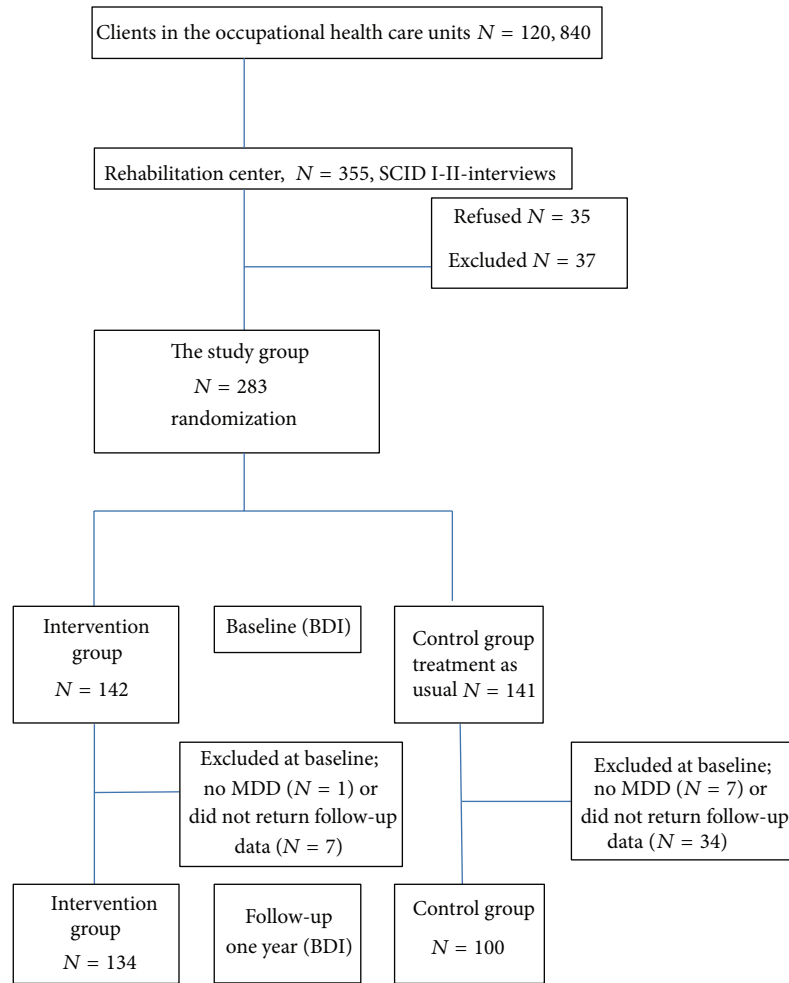 Clients in the occupational health care units N = 120, 840
Rehabilitation center, N = 355, SCID I-II-interviews
Refused N = 35
Excluded N = 37
The study group
N = 283
randomization
Intervention
group
N = 142
Baseline (BDI)
Control group
treatment as
usual N = 141
Excluded at baseline;
no MDD (N = 1) or
did not return follow-up
data (N = 7)
Excluded at baseline;
no MDD (N = 7) or
did not return follow-up
data (N = 34)
Intervention
group
N = 134
Follow-up
one year (BDI)
Control group
N = 100